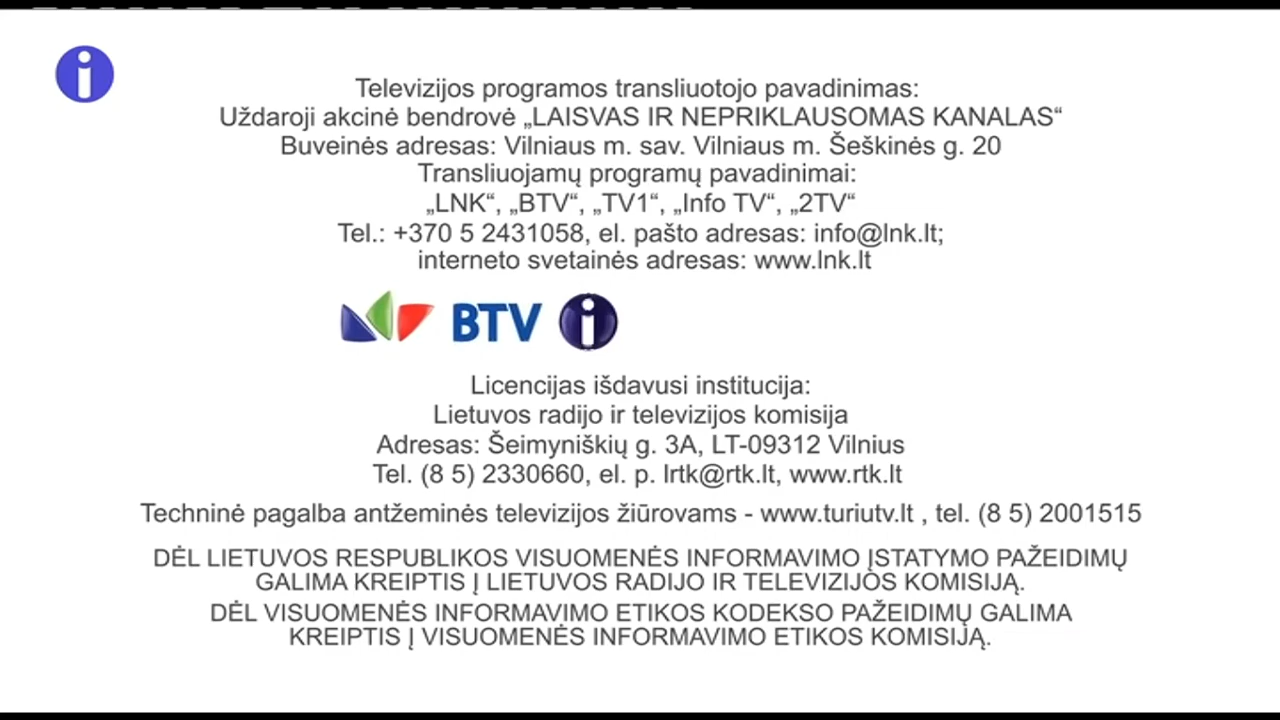 i
Televizijos programos transliuotojo pavadinimas:
Uždaroji akcinė bendrovė „LAISVAS IR NEPRIKLAUSOMAS KANALAS“
Buveinės adresas: Vilniaus m. sav. Vilniaus m. Šeškinės g. 20
Transliuojamų programų pavadinimai:
„LNK“, „BTV“, „TV1“, „Info TV“, „2TV“
Tel.: +370 5 2431058, el. pašto adresas: info@lnk.lt;
interneto svetainės adresas: www.lnk.lt
BTV i
Licencijas išdavusi institucija:
Lietuvos radijo ir televizijos komisija
Adresas: Šeimyniškių g. 3A, LT-09312 Vilnius
Tel. (8 5) 2330660, el. p. lrtk@rtk.lt, www.rtk.lt
Techninė pagalba antžeminės televizijos žiūrovams - www.turiutv.lt , tel. (8 5) 2001515
DĖL LIETUVOS RESPUBLIKOS VISUOMENĖS INFORMAVIMO ĮSTATYMO PAŽEIDIMŲ
GALIMA KREIPTIS Į LIETUVOS RADIJO IR TELEVIZIJOS KOMISIJĄ.
DĖL VISUOMENĖS INFORMAVIMO ETIKOS KODEKSO PAŽEIDIMŲ GALIMA
KREIPTIS Į VISUOMENĖS INFORMAVIMO ETIKOS KOMISIJĄ.